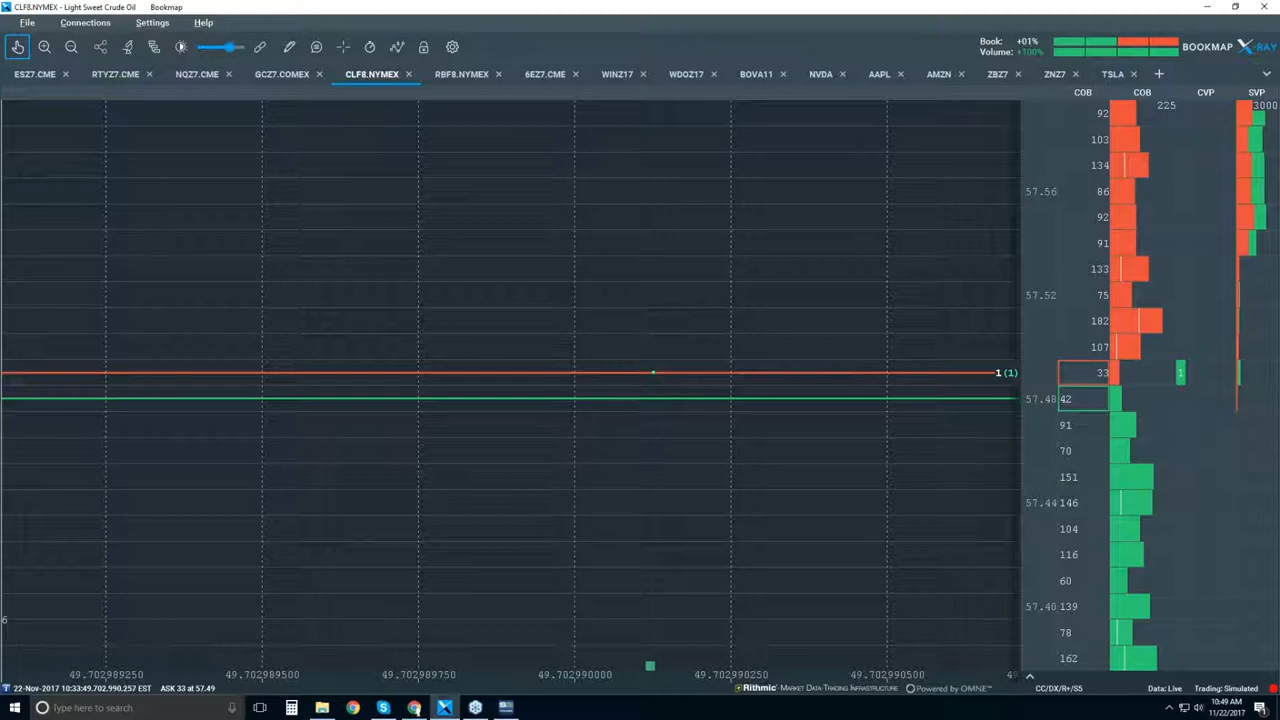 CLF8.NYMEX - Light Sweet Crude Oil Bookmap
File Connections Settings Help
Book: +01%
Volume: +100%
BOOKMAP X-RAY
ESZ7.CME RTYZ7.CME NQZ7.CME GCZ7.COMEX CLF8.NYMEX RBF8.NYMEX 6EZ7.CME WINZ17 WDOZ17 BOVA11 NVDA AAPL AMZN ZBZ7 ZNZ7 TSLA +
COB COB CVP SVP
225 3000
92
103
134
57.56 86
92
91
133
57.52 75
182
107
1 (1) 33 1
57.48 42
91
70
151
57.44 146
104
116
60
57.40 139
6
78
162
49.702989250 49.702989500 49.702989750 49.702990000 49.702990250 49.702990500 49
22-Nov-2017 10:33:49.702.990.257 EST ASK 33 at 57.49 Rithmic MARKET DATA-TRADING INFRASTRUCTURE Powered by OMNE™ CC/DX/R+/S5 Data: Live Trading: Simulated
Type here to search
10:49 AM
11/22/2017
1